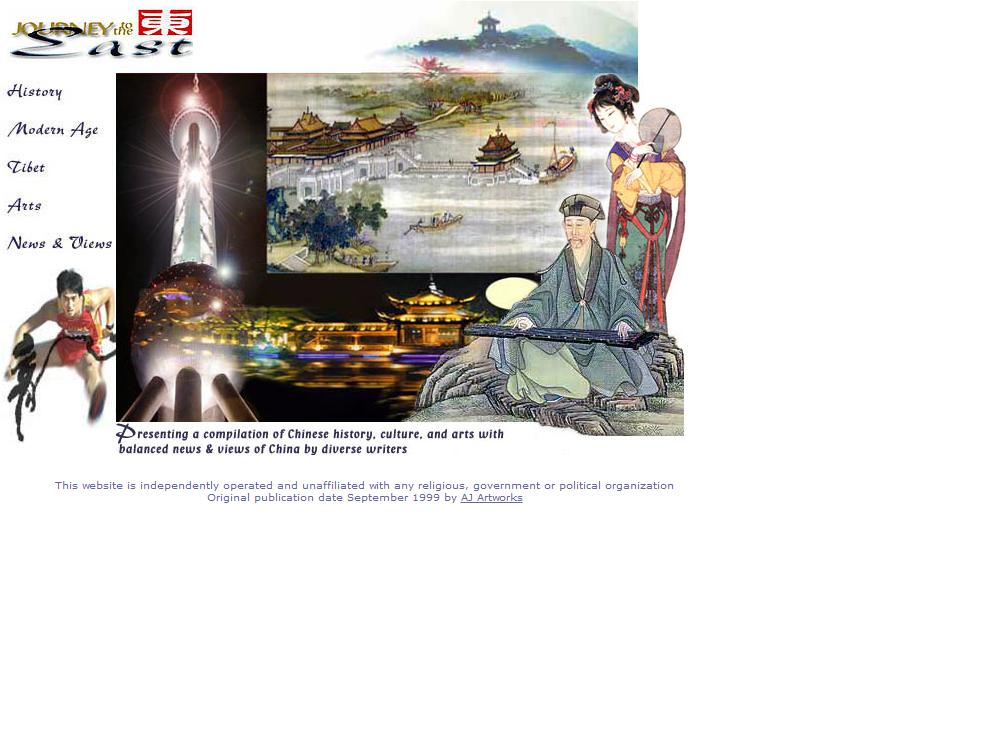 JOURNEY to the 東
East
History
Modern Age
Tibet
Arts
News & Views
Presenting a compilation of Chinese history, culture, and arts with
balanced news & views of China by diverse writers
This website is independently operated and unaffiliated with any religious, government or political organization
Original publication date September 1999 by AJ Artworks